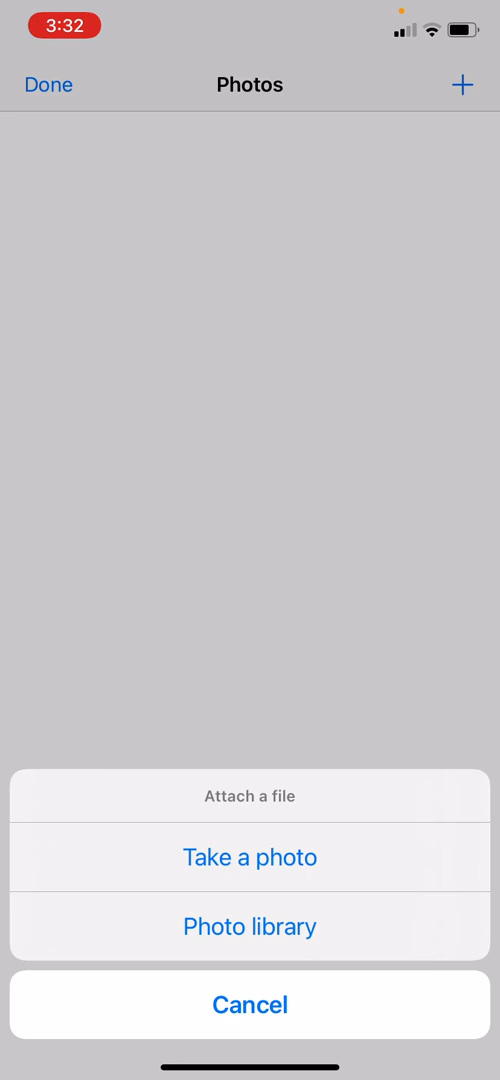 3:32
Done
Photos
Attach a file
Take a photo
Photo library
Cancel